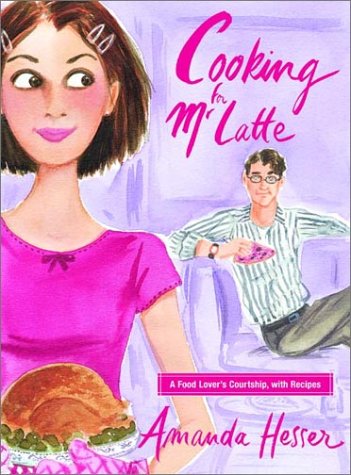 Cooking
for
Mr Latte
A Food Lover's Courtship, with Recipes
Amanda Hesser